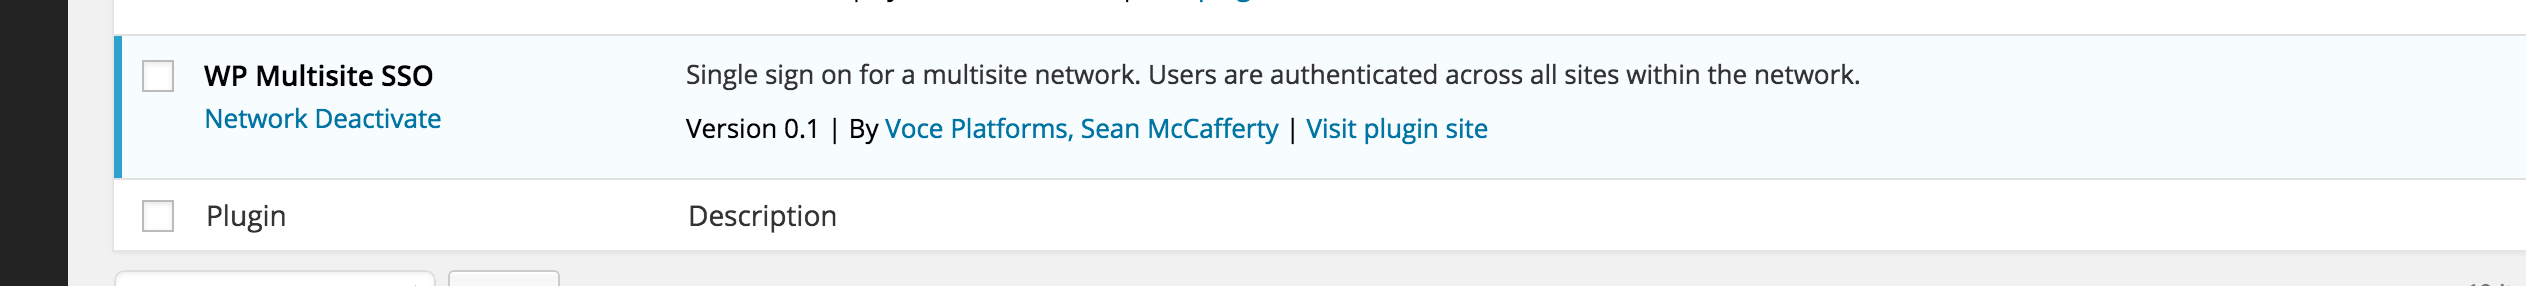 WP Multisite SSO
Network Deactivate
Single sign on for a multisite network. Users are authenticated across all sites within the network.
Version 0.1 | By Voce Platforms, Sean McCafferty | Visit plugin site
Plugin
Description